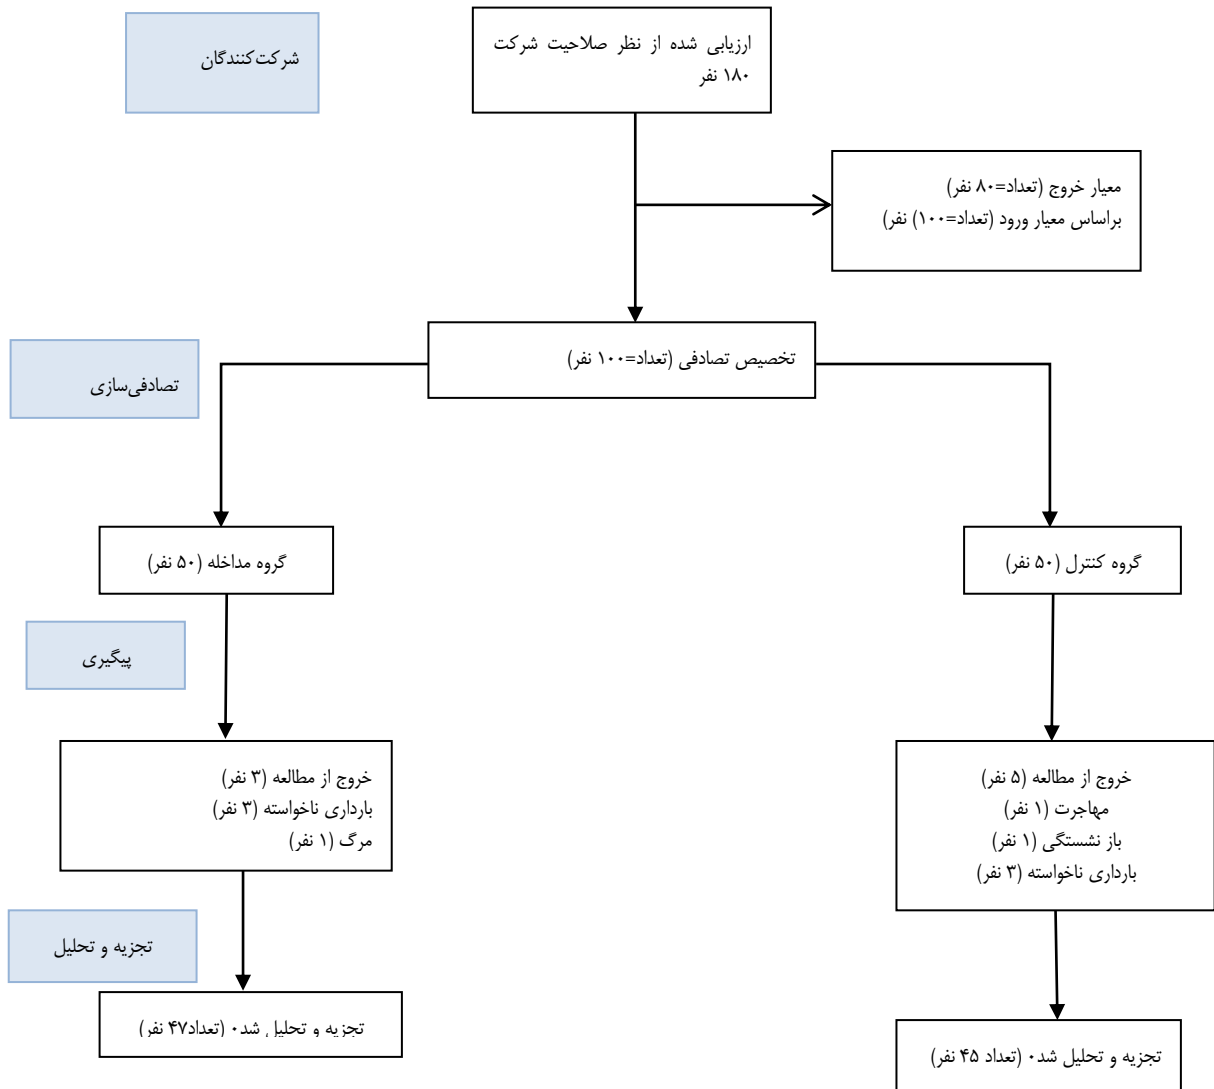 شرکت‌کنندگان
ارزیابی شده از نظر صلاحیت شرکت
۱۸۰ نفر
معیار خروج (تعداد=۸۰ نفر)
براساس معیار ورود (تعداد=۱۰۰) نفر)
تصادفی‌سازی
تخصیص تصادفی (تعداد=۱۰۰ نفر)
گروه مداخله (۵۰ نفر)
گروه کنترل (۵۰ نفر)
پیگیری
خروج از مطالعه (۳ نفر)
بارداری ناخواسته (۳ نفر)
مرگ (۱ نفر)
خروج از مطالعه (۵ نفر)
مهاجرت (۱ نفر)
باز نشستگی (۱ نفر)
بارداری ناخواسته (۳ نفر)
تجزیه و تحلیل
تجزیه و تحلیل شد۰ (تعداد۴۷ نفر)
تجزیه و تحلیل شد۰ (تعداد ۴۵ نفر)